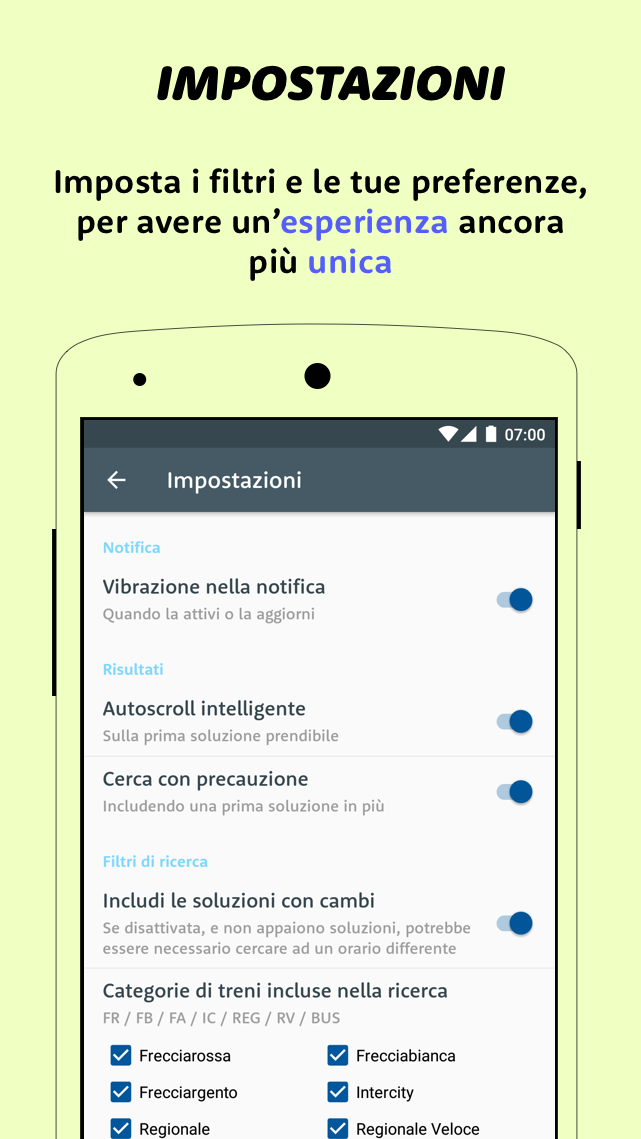 IMPOSTAZIONI
Imposta i filtri e le tue preferenze,
per avere un’esperienza ancora
più unica
07:00
Impostazioni
Notifica
Vibrazione nella notifica
Quando la attivi o la aggiorni
Risultati
Autoscroll intelligente
Sulla prima soluzione prendibile
Cerca con precauzione
Includendo una prima soluzione in più
Filtri di ricerca
Includi le soluzioni con cambi
Se disattivata, e non appaiono soluzioni, potrebbe
essere necessario cercare ad un orario differente
Categorie di treni incluse nella ricerca
FR / FB / FA / IC / REG / RV / BUS
Frecciarossa Frecciabianca
Frecciargento Intercity
Regionale Regionale Veloce